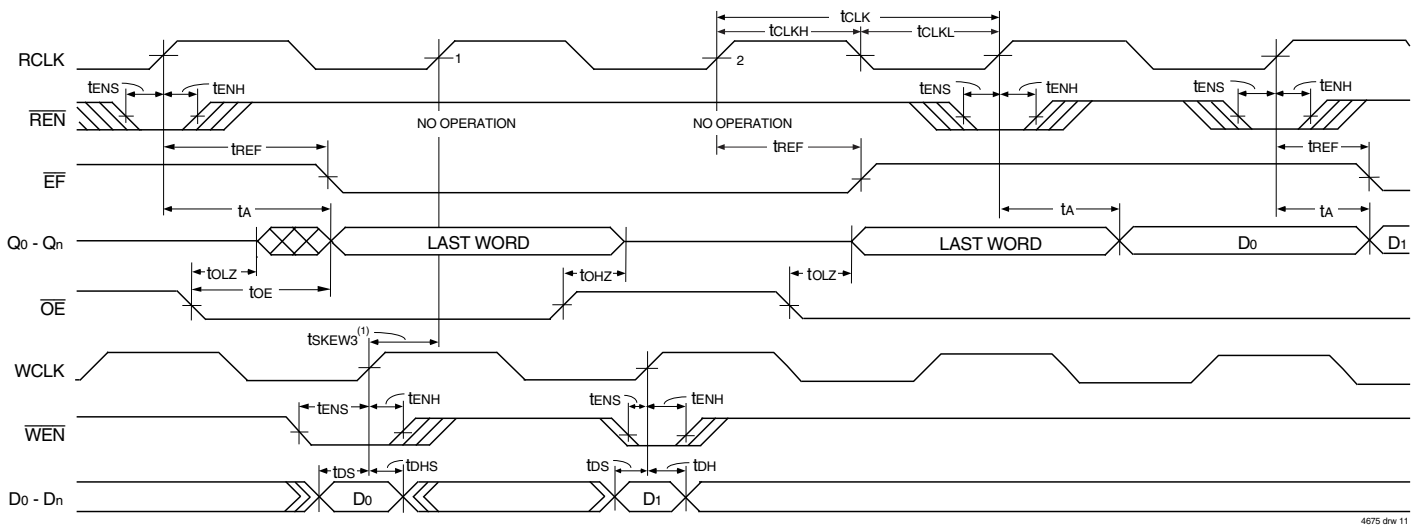 tCLK
tCLKH tCLKL
RCLK 1 2
tENS tENH tENS tENH tENS tENH
REN NO OPERATION NO OPERATION
tREF tREF tREF
EF
tA tA tA
Q0 - Qn LAST WORD LAST WORD D0 D1
tOLZ tOHZ tOLZ
tOE
OE
tSKEW3(1)
WCLK
tENS tENH tENS tENH
WEN
tDS tDHS tDS tDH
D0 - Dn D0 D1
4675 drw 11